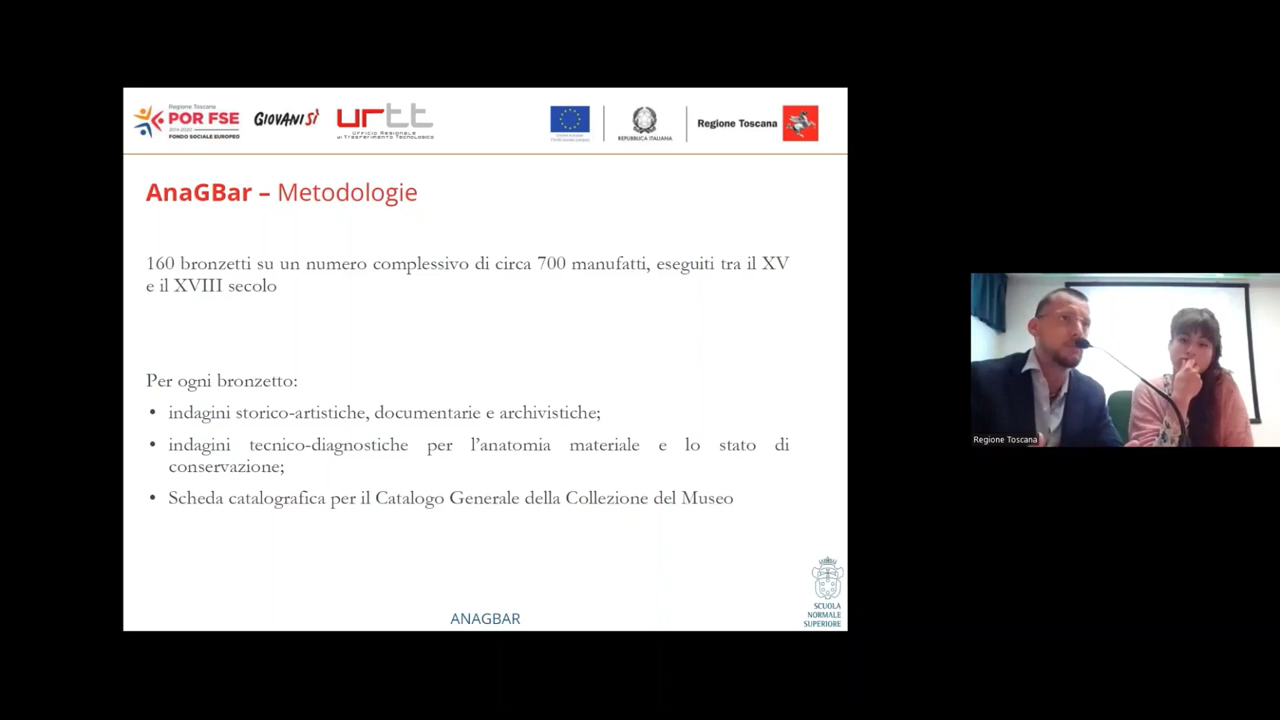 Regione Toscana
POR FSE
2014-2020
FONDO SOCIALE EUROPEO
GIOVANISÌ
urtt
Ufficio Regionale
di Trasferimento Tecnologico
REPUBBLICA ITALIANA
Regione Toscana
AnaGBar – Metodologie
160 bronzetti su un numero complessivo di circa 700 manufatti, eseguiti tra il XV
e il XVIII secolo
Per ogni bronzetto:
• indagini storico-artistiche, documentarie e archivistiche;
• indagini tecnico-diagnostiche per l'anatomia materiale e lo stato di
conservazione;
• Scheda catalografica per il Catalogo Generale della Collezione del Museo
ANAGBAR
SCUOLA
NORMALE
SUPERIORE
Regione Toscana